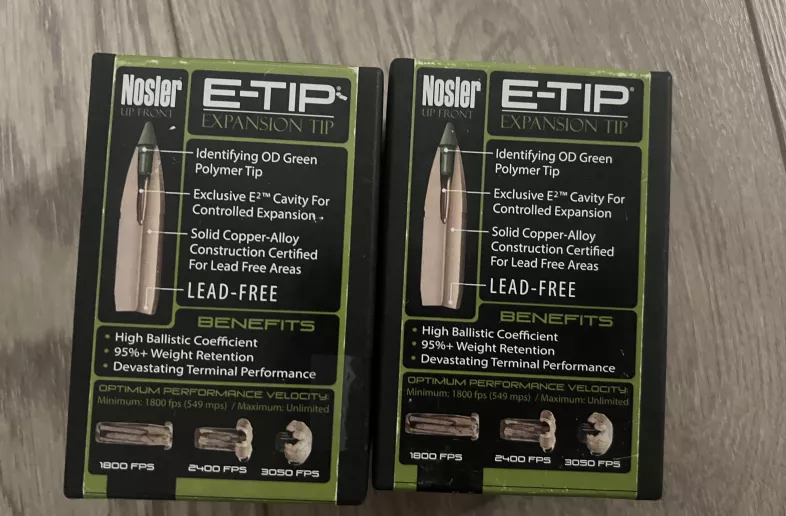 Nosler
UP FRONT
E-TIP®
EXPANSION TIP
Identifying OD Green
Polymer Tip
Exclusive E²™ Cavity For
Controlled Expansion
Solid Copper-Alloy
Construction Certified
For Lead Free Areas
LEAD-FREE
BENEFITS
• High Ballistic Coefficient
• 95%+ Weight Retention
• Devastating Terminal Performance
OPTIMUM PERFORMANCE VELOCITY:
Minimum: 1800 fps (549 mps) / Maximum: Unlimited
1800 FPS
2400 FPS
3050 FPS
Nosler
UP FRONT
E-TIP®
EXPANSION TIP
Identifying OD Green
Polymer Tip
Exclusive E²™ Cavity For
Controlled Expansion
Solid Copper-Alloy
Construction Certified
For Lead Free Areas
LEAD-FREE
BENEFITS
• High Ballistic Coefficient
• 95%+ Weight Retention
• Devastating Terminal Performance
OPTIMUM PERFORMANCE VELOCITY:
Minimum: 1800 fps (549 mps) / Maximum: Unlimited
1800 FPS
2400 FPS
3050 FPS